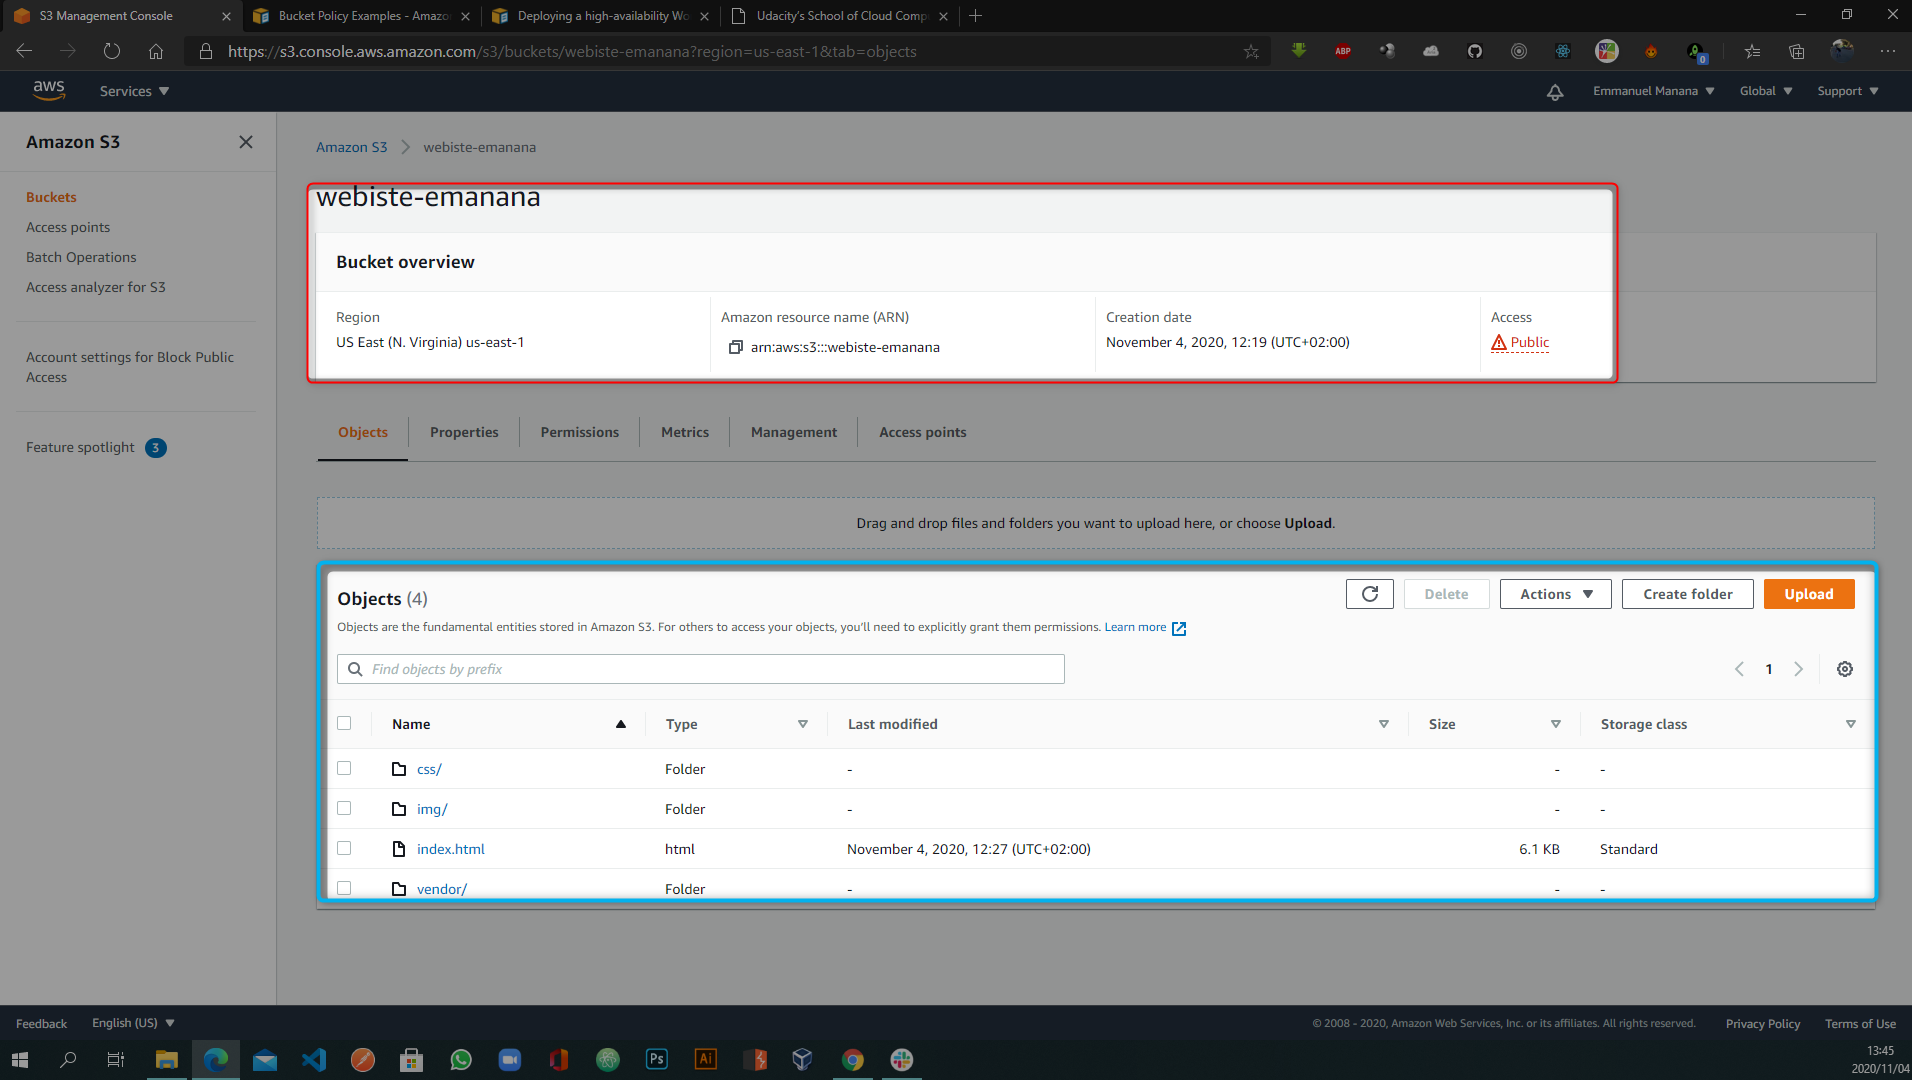 S3 Management Console
Bucket Policy Examples - Amazo
Deploying a high-availability Wo
Udacity's School of Cloud Comp
https://s3.console.aws.amazon.com/s3/buckets/webiste-emanana?region=us-east-1&tab=objects
ABP
0
aws
Services
Emmanuel Manana
Global
Support
Amazon S3
Buckets
Access points
Batch Operations
Access analyzer for S3
Account settings for Block Public
Access
Feature spotlight 3
Amazon S3 webiste-emanana
webiste-emanana
Bucket overview
Region
US East (N. Virginia) us-east-1
Amazon resource name (ARN)
arn:aws:s3:::webiste-emanana
Creation date
November 4, 2020, 12:19 (UTC+02:00)
Access
Public
Objects Properties Permissions Metrics Management Access points
Drag and drop files and folders you want to upload here, or choose Upload.
Objects (4)
Delete Actions Create folder Upload
Objects are the fundamental entities stored in Amazon S3. For others to access your objects, you'll need to explicitly grant them permissions. Learn more
Find objects by prefix
1
Name Type Last modified Size Storage class
css/ Folder - - -
img/ Folder - - -
index.html html November 4, 2020, 12:27 (UTC+02:00) 6.1 KB Standard
vendor/ Folder - - -
Feedback English (US)
© 2008 - 2020, Amazon Web Services, Inc. or its affiliates. All rights reserved. Privacy Policy Terms of Use
Ps
Ai
13:45
2020/11/04